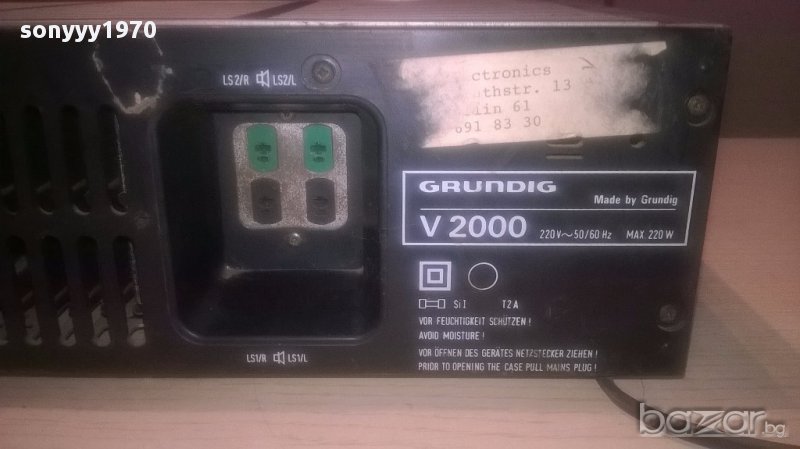 sonyyy1970
LS2/R LS2/L
ctronics
thstr. 13
lin 61
691 83 30
GRUNDIG
Made by Grundig
V 2000
220V~50/60 Hz MAX. 220 W
Si I T2A
VOR FEUCHTIGKEIT SCHÜTZEN!
AVOID MOISTURE!
VOR ÖFFNEN DES GERÄTES NETZSTECKER ZIEHEN!
PRIOR TO OPENING THE CASE PULL MAINS PLUG!
LS1/R LS1/L
bazar.bg